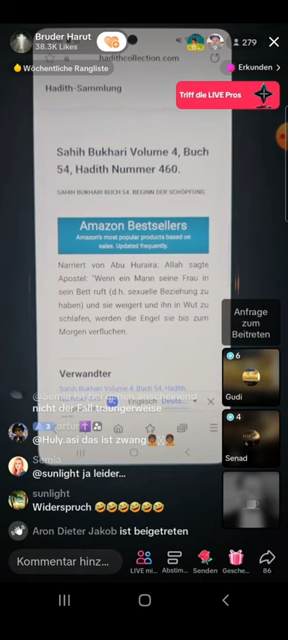 Bruder Harut
38.3K Likes
279
hadithcollection.com
Wöchentliche Rangliste
Erkunden >
Hadith-Sammlung
Triff die LIVE Pros
Sahih Bukhari Volume 4, Buch
54, Hadith Nummer 460.
SAHIH BUKHARI BUCH 54. BEGINN DER SCHÖPFUNG
Amazon Bestsellers
Amazon's most popular products based on
sales. Updated frequently.
Narriert von Abu Huraira: Allah sagte
Apostel: "Wenn ein Mann seine Frau in
sein Bett ruft (d.h. sexuelle Beziehung
zu haben) und sie weigert und ihn in Wut zu
schlafen, werden die Engel sie bis zum
Morgen verfluchen.
Anfrage
zum
Beitreten
Verwandter
Sahih Bukhari Volume 4, Buch 54, Hadith
6
Gudi
nicht der Fall traurigerweise
Englisch
3
@Huly.asi das ist zwang
4
Senad
Semia
@sunlight ja leider...
sunlight
Widerspruch 🤣🤣🤣🤣🤣🤣
Aron Dieter Jakob ist beigetreten
Kommentar hinz...
LIVE mi...
Abstim...
Senden
Gesche...
86